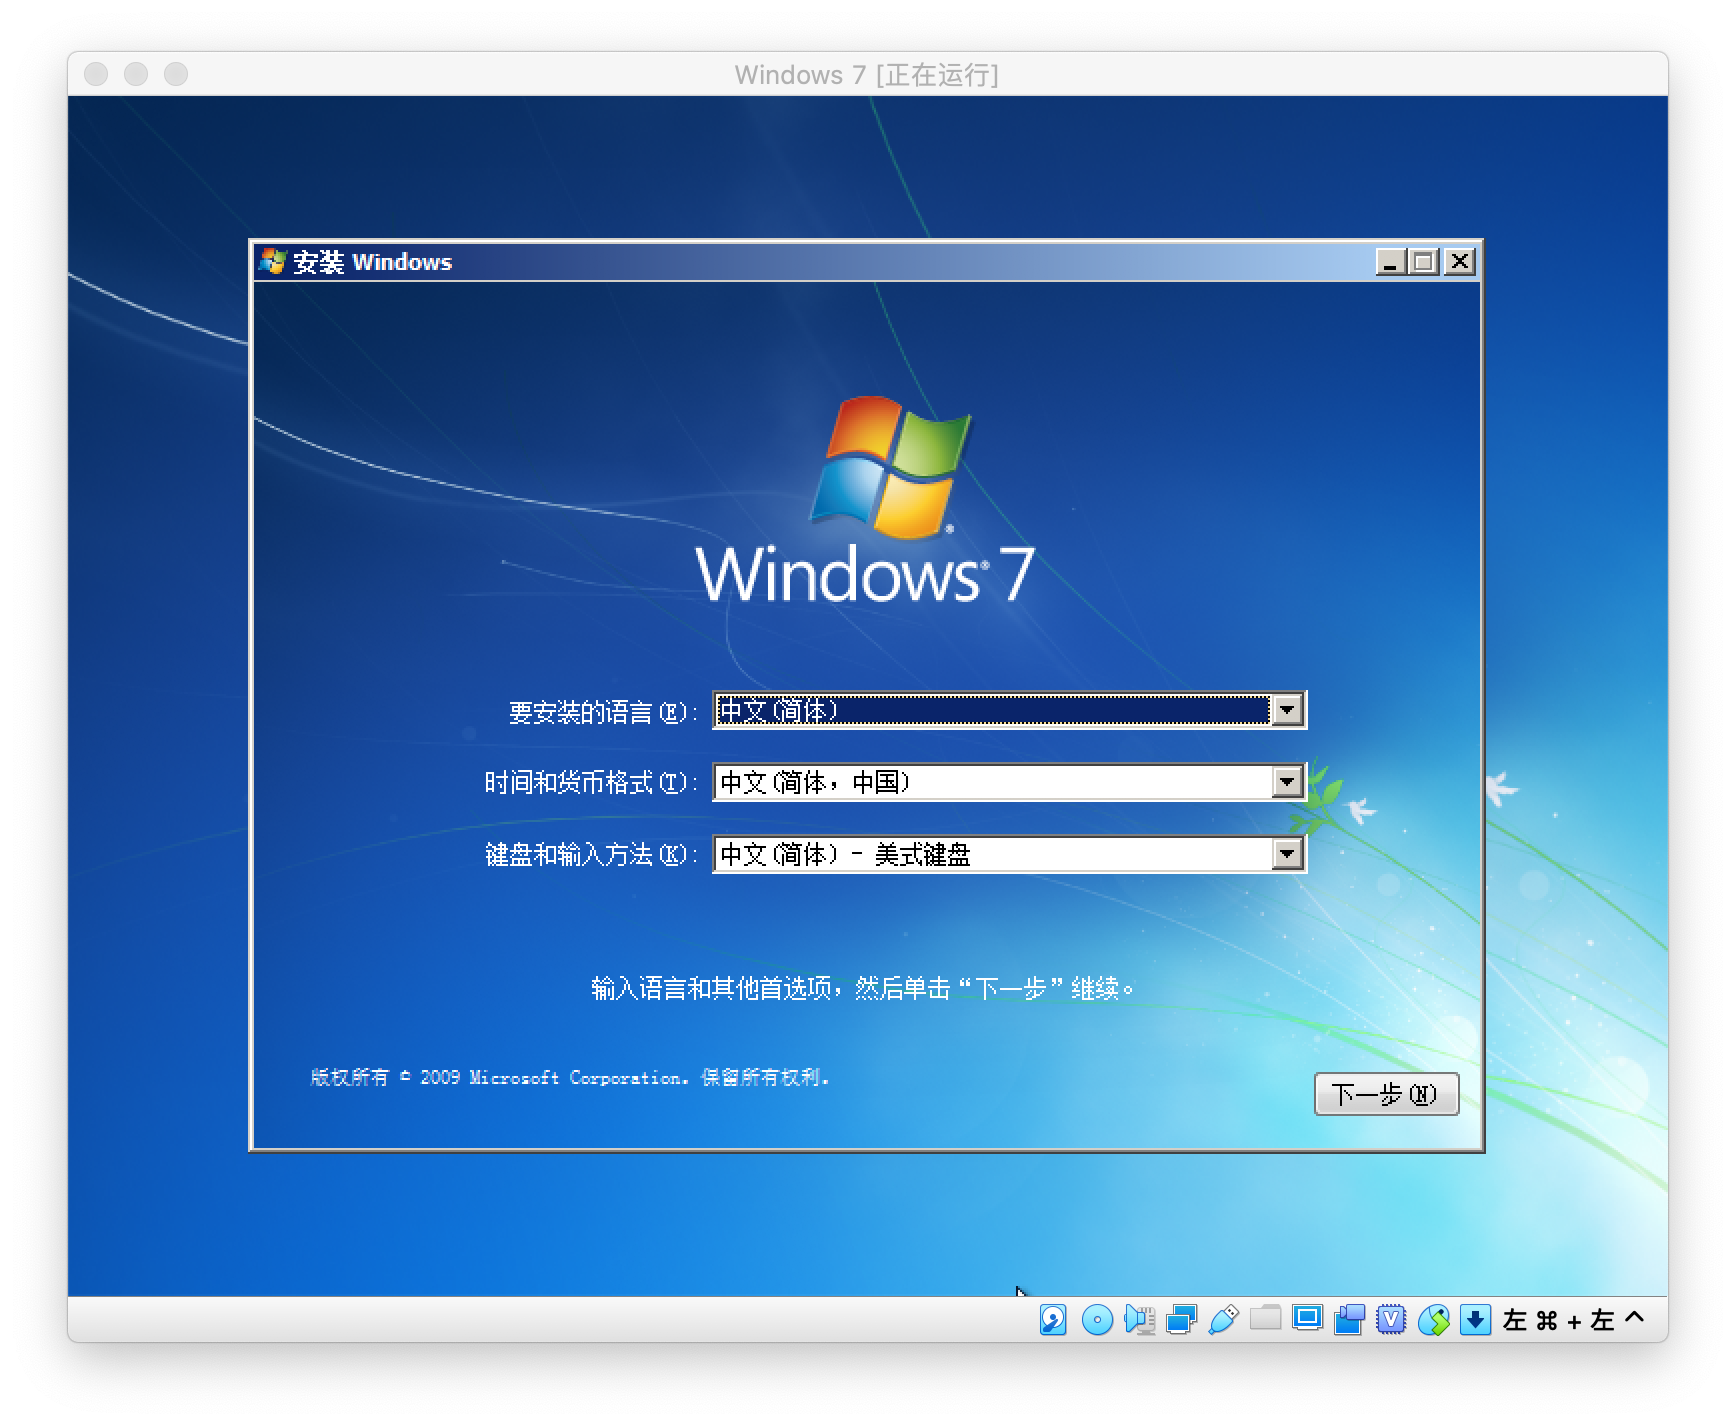 Windows 7 [正在运行]
安装 Windows
Windows® 7
要安装的语言(E): 中文(简体)
时间和货币格式(T): 中文(简体，中国)
键盘和输入方法(K): 中文(简体) - 美式键盘
输入语言和其他首选项，然后单击“下一步”继续。
版权所有 © 2009 Microsoft Corporation. 保留所有权利.
下一步(N)
左 ⌘ + 左 ^